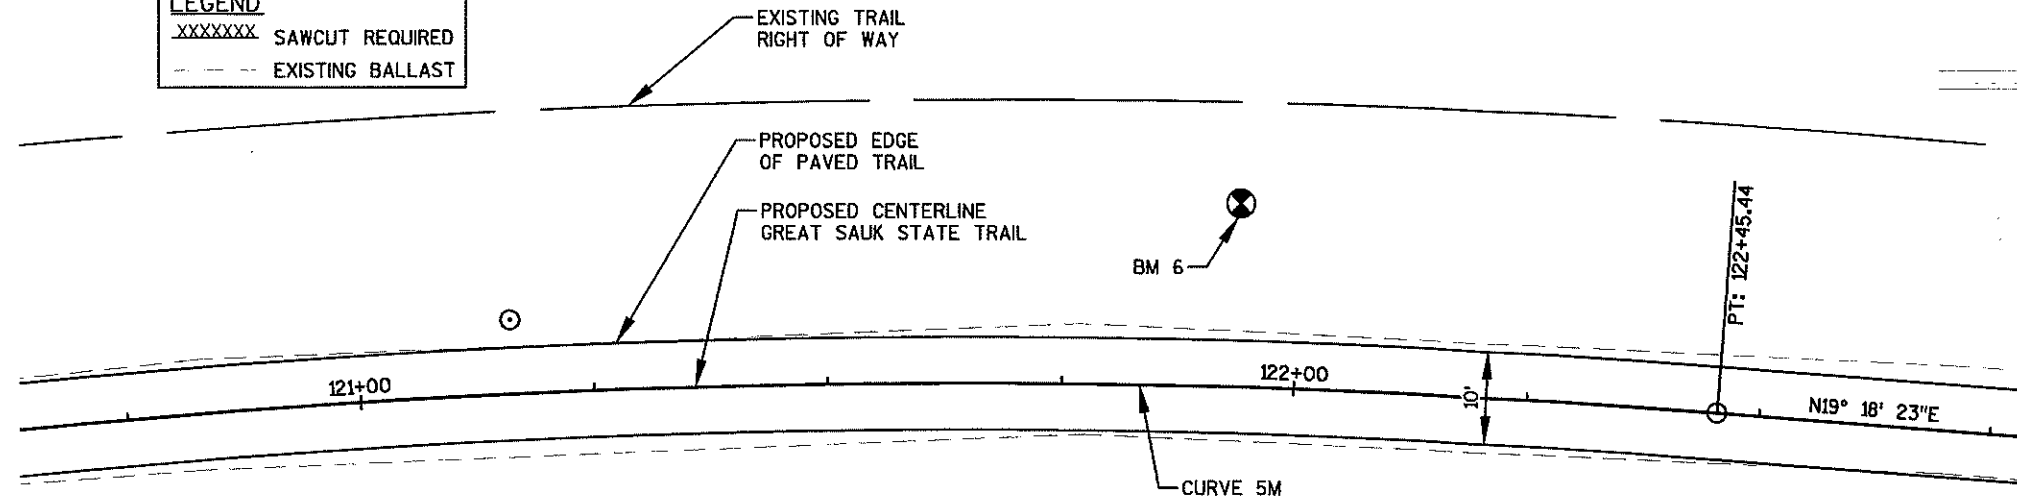 LEGEND
XXXXXXX SAWCUT REQUIRED
EXISTING BALLAST
EXISTING TRAIL
RIGHT OF WAY
PROPOSED EDGE
OF PAVED TRAIL
PROPOSED CENTERLINE
GREAT SAUK STATE TRAIL
BM 6
PT: 122+45.44
121+00
122+00
10'
N19° 18' 23"E
CURVE 5M